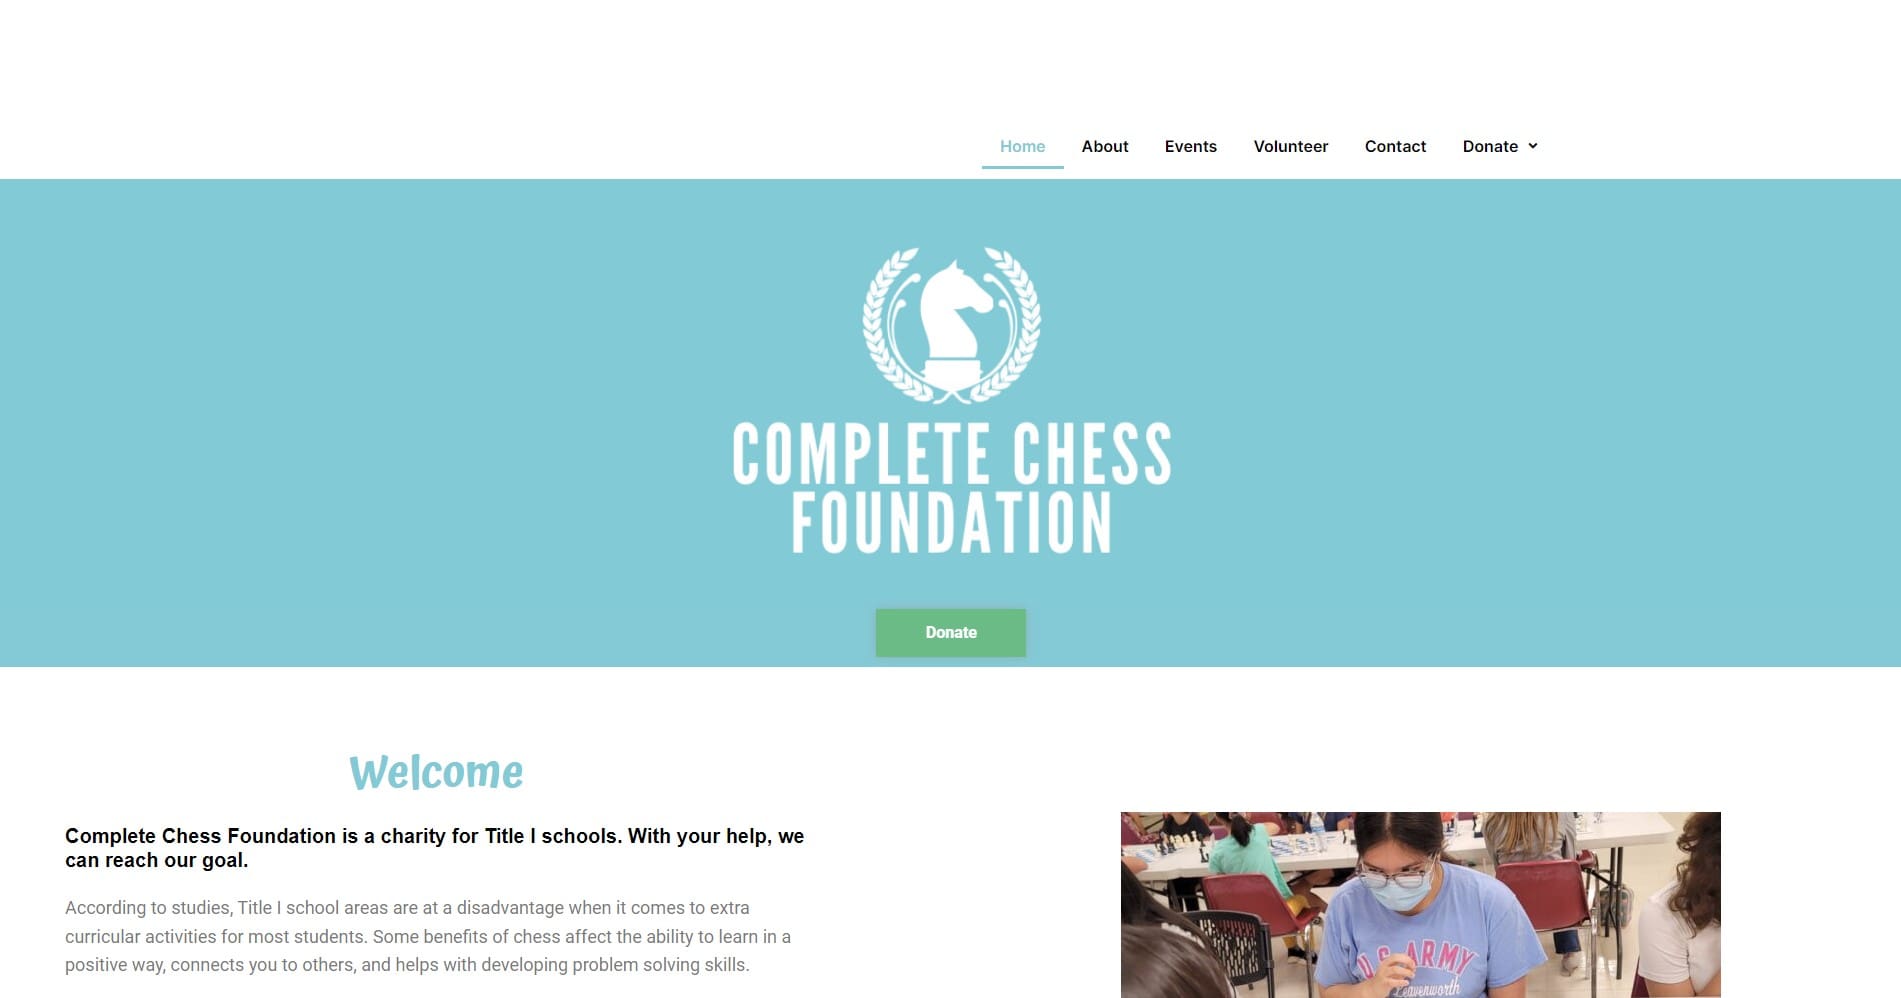 Home About Events Volunteer Contact Donate
COMPLETE CHESS
FOUNDATION
Donate
Welcome
Complete Chess Foundation is a charity for Title I schools. With your help, we
can reach our goal.
According to studies, Title I school areas are at a disadvantage when it comes to extra
curricular activities for most students. Some benefits of chess affect the ability to learn in a
positive way, connects you to others, and helps with developing problem solving skills.
U.S. ARMY
Leavenworth